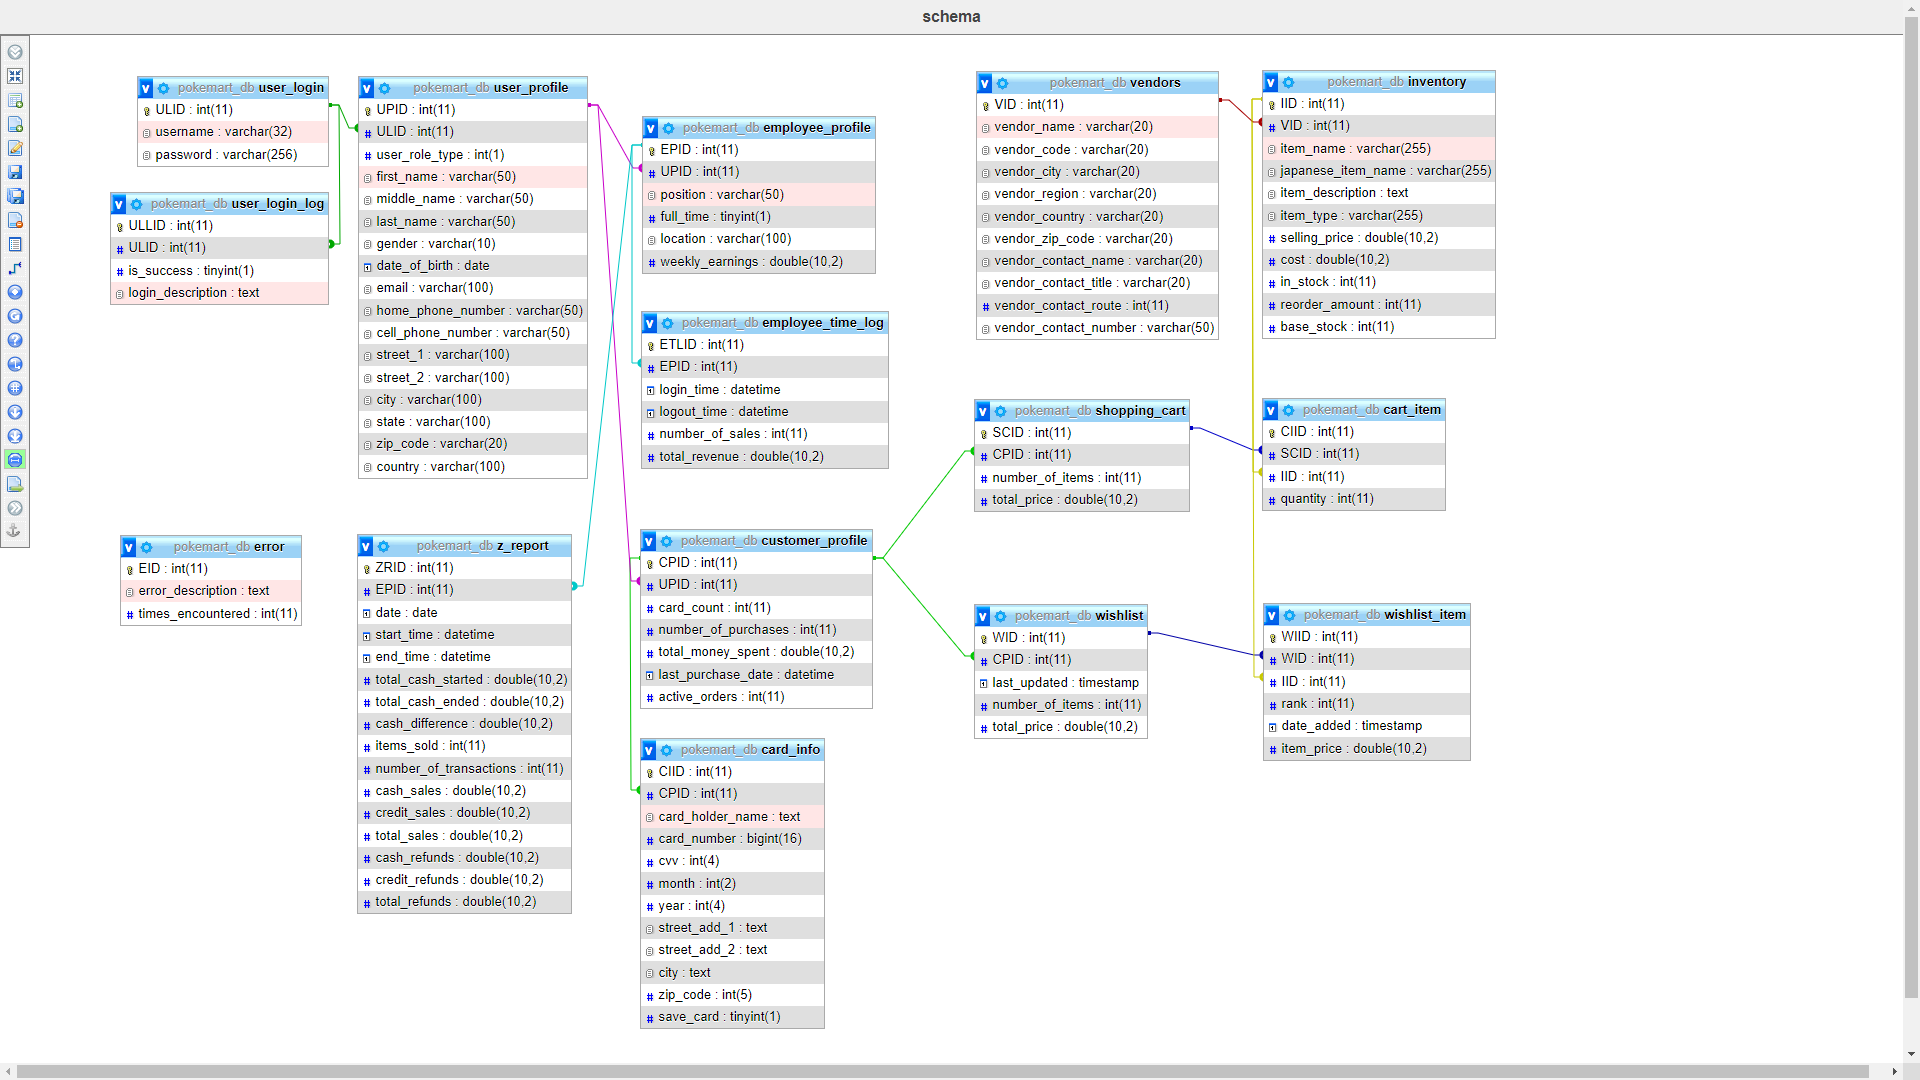 schema
v pokemart_db user_login
ULID : int(11)
username : varchar(32)
password : varchar(256)
v pokemart_db user_login_log
ULLID : int(11)
# ULID : int(11)
# is_success : tinyint(1)
login_description : text
v pokemart_db user_profile
UPID : int(11)
# ULID : int(11)
# user_role_type : int(1)
first_name : varchar(50)
middle_name : varchar(50)
last_name : varchar(50)
gender : varchar(10)
date_of_birth : date
email : varchar(100)
home_phone_number : varchar(50)
cell_phone_number : varchar(50)
street_1 : varchar(100)
street_2 : varchar(100)
city : varchar(100)
state : varchar(100)
zip_code : varchar(20)
country : varchar(100)
v pokemart_db employee_profile
EPID : int(11)
# UPID : int(11)
position : varchar(50)
# full_time : tinyint(1)
location : varchar(100)
# weekly_earnings : double(10,2)
v pokemart_db employee_time_log
ETLID : int(11)
# EPID : int(11)
login_time : datetime
logout_time : datetime
# number_of_sales : int(11)
# total_revenue : double(10,2)
v pokemart_db vendors
VID : int(11)
vendor_name : varchar(20)
vendor_code : varchar(20)
vendor_city : varchar(20)
vendor_region : varchar(20)
vendor_country : varchar(20)
vendor_zip_code : varchar(20)
vendor_contact_name : varchar(20)
vendor_contact_title : varchar(20)
# vendor_contact_route : int(11)
vendor_contact_number : varchar(50)
v pokemart_db inventory
IID : int(11)
# VID : int(11)
item_name : varchar(255)
japanese_item_name : varchar(255)
item_description : text
item_type : varchar(255)
# selling_price : double(10,2)
# cost : double(10,2)
# in_stock : int(11)
# reorder_amount : int(11)
# base_stock : int(11)
v pokemart_db shopping_cart
SCID : int(11)
# CPID : int(11)
# number_of_items : int(11)
# total_price : double(10,2)
v pokemart_db cart_item
CIID : int(11)
# SCID : int(11)
# IID : int(11)
# quantity : int(11)
v pokemart_db error
EID : int(11)
error_description : text
# times_encountered : int(11)
v pokemart_db z_report
ZRID : int(11)
# EPID : int(11)
date : date
start_time : datetime
end_time : datetime
# total_cash_started : double(10,2)
# total_cash_ended : double(10,2)
# cash_difference : double(10,2)
# items_sold : int(11)
# number_of_transactions : int(11)
# cash_sales : double(10,2)
# credit_sales : double(10,2)
# total_sales : double(10,2)
# cash_refunds : double(10,2)
# credit_refunds : double(10,2)
# total_refunds : double(10,2)
v pokemart_db customer_profile
CPID : int(11)
# UPID : int(11)
# card_count : int(11)
# number_of_purchases : int(11)
# total_money_spent : double(10,2)
last_purchase_date : datetime
# active_orders : int(11)
v pokemart_db card_info
CIID : int(11)
# CPID : int(11)
card_holder_name : text
# card_number : bigint(16)
# cvv : int(4)
# month : int(2)
# year : int(4)
street_add_1 : text
street_add_2 : text
city : text
# zip_code : int(5)
# save_card : tinyint(1)
v pokemart_db wishlist
WID : int(11)
# CPID : int(11)
last_updated : timestamp
# number_of_items : int(11)
# total_price : double(10,2)
v pokemart_db wishlist_item
WIID : int(11)
# WID : int(11)
# IID : int(11)
# rank : int(11)
date_added : timestamp
# item_price : double(10,2)